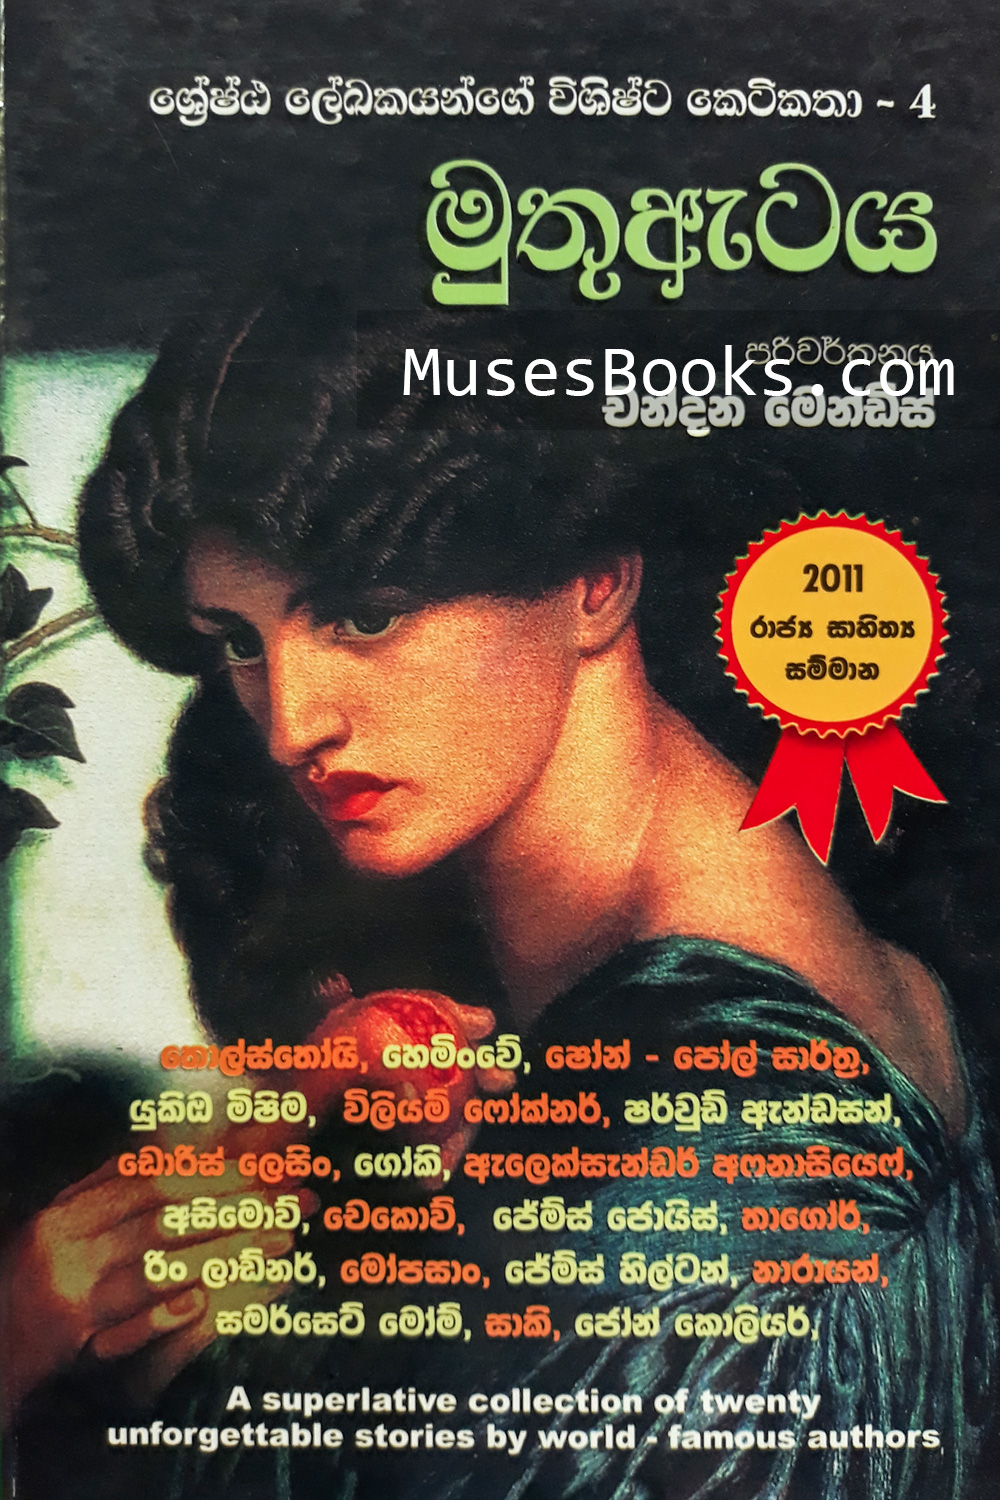 ශ්‍රේෂ්ඨ ලේඛකයන්ගේ විශිෂ්ට කෙටිකතා - 4
මුතුඇටය
පරිවර්තනය
MusesBooks.com
චන්දන මෙන්ඩිස්
2011
රාජ්‍ය සාහිත්‍ය
සම්මාන
තොල්ස්තෝයි, හෙමිංවේ, ෂෝන් - පෝල් සාර්ත්‍ර,
යුකිඹ මිෂිම, විලියම් ෆෝක්නර්, ෂර්වුඩ් ඇන්ඩසන්,
ඩොරිස් ලෙසිං, ගෝකි, ඇලෙක්සැන්ඩර් අෆනාසියෙෆ්,
අසිමොව්, චෙකොව්, ජේම්ස් ජොයිස්, තාගෝර්,
රිං ලාඩ්නර්, මෝපසාං, ජේම්ස් හිල්ටන්, නාරායන්,
සමර්සෙට් මෝම්, සාකි, ජෝන් කොලියර්,
A superlative collection of twenty
unforgettable stories by world - famous authors